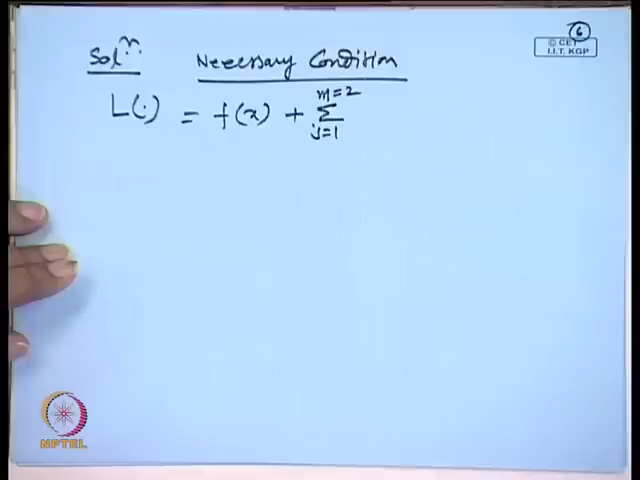 6
© CET
I.I.T. KGP
Solⁿ. Necessary Condition
L(.) = f(x) + Σ_{j=1}^{m=2}
NPTEL